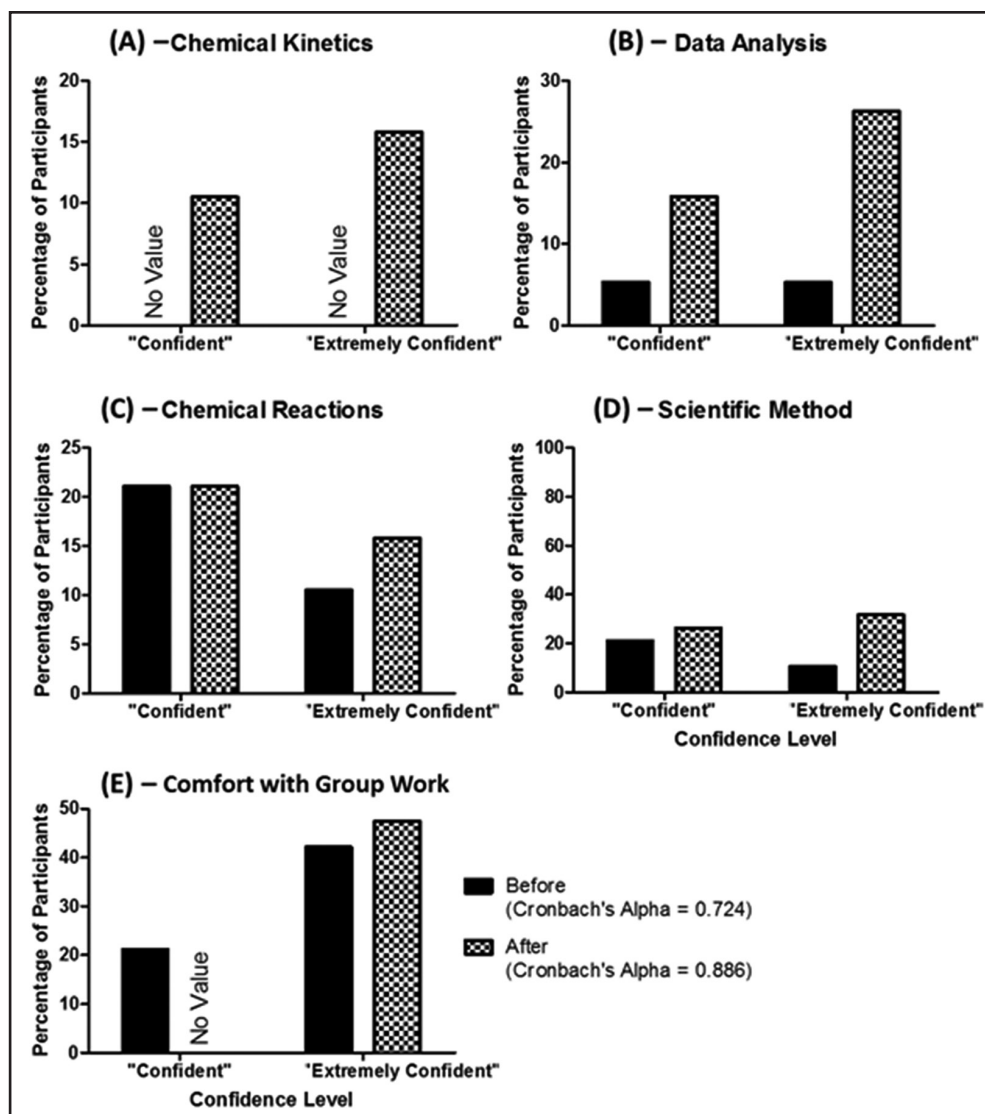 (A) – Chemical Kinetics
Percentage of Participants
20
15
10
5
0
No Value
No Value
"Confident"
"Extremely Confident"
(B) – Data Analysis
Percentage of Participants
30
20
10
0
"Confident"
"Extremely Confident"
(C) – Chemical Reactions
Percentage of Participants
25
20
15
10
5
0
"Confident"
"Extremely Confident"
(D) – Scientific Method
Percentage of Participants
100
80
60
40
20
0
"Confident"
"Extremely Confident"
Confidence Level
(E) – Comfort with Group Work
Percentage of Participants
50
40
30
20
10
0
No Value
"Confident"
"Extremely Confident"
Confidence Level
Before
(Cronbach's Alpha = 0.724)
After
(Cronbach's Alpha = 0.886)